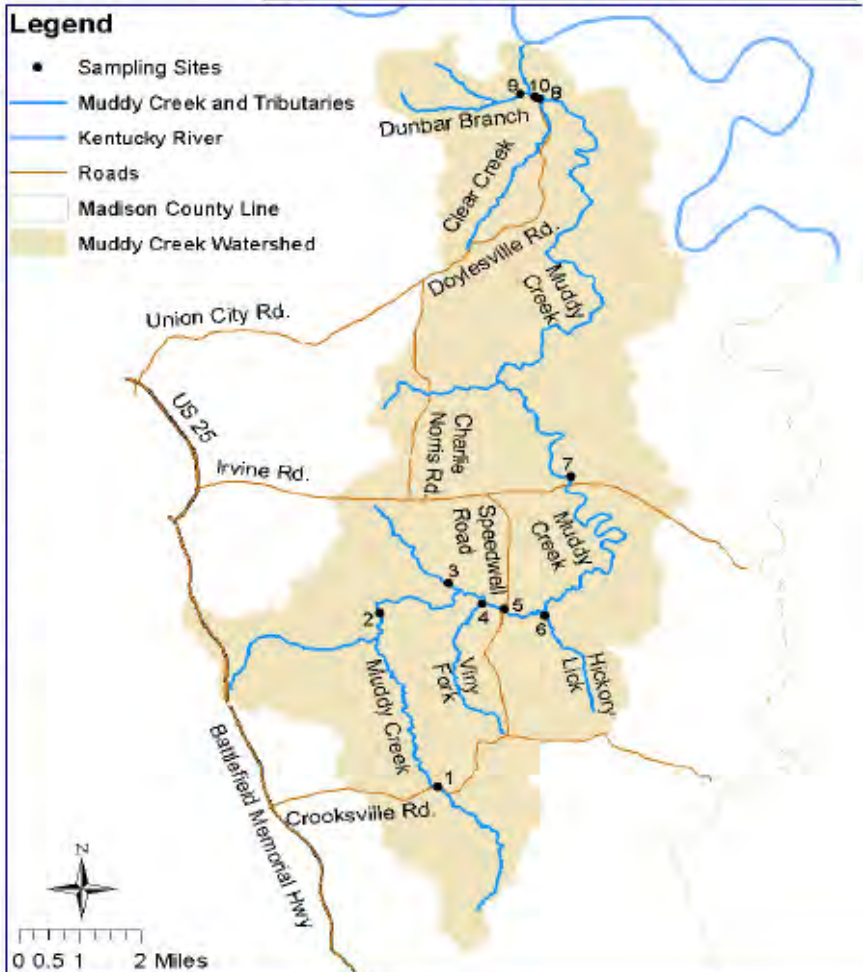 Legend
Sampling Sites
Muddy Creek and Tributaries
Kentucky River
Roads
Madison County Line
Muddy Creek Watershed
9
10
8
Dunbar Branch
Clear Creek
Doylesville Rd.
Muddy
Creek
Union City Rd.
US 25
Charlie
Norris Rd.
Irvine Rd.
7
Speedwell
Road
Muddy
Creek
3
4
5
6
2
Viny
Fork
Hickory
Lick
Muddy Creek
1
Crooksville Rd.
Battlefield Memorial Hwy
N
0 0.5 1 2 Miles